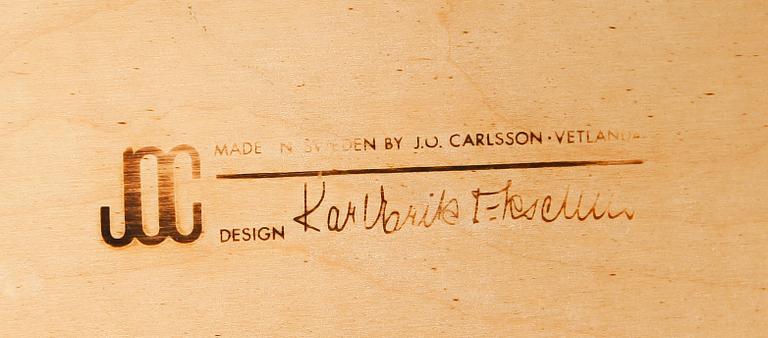 JOC
MADE IN SWEDEN BY J.O. CARLSSON · VETLANDA
DESIGN Karl Erik Ekselius